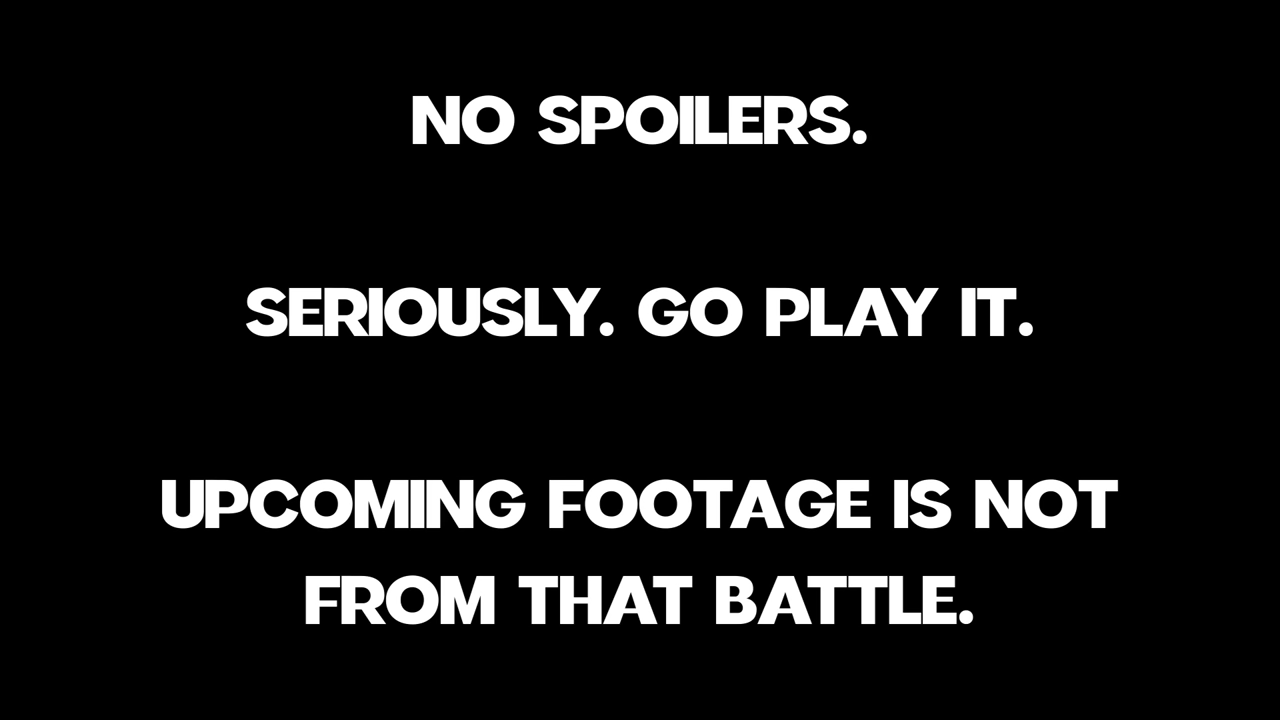 NO SPOILERS.
SERIOUSLY. GO PLAY IT.
UPCOMING FOOTAGE IS NOT
FROM THAT BATTLE.